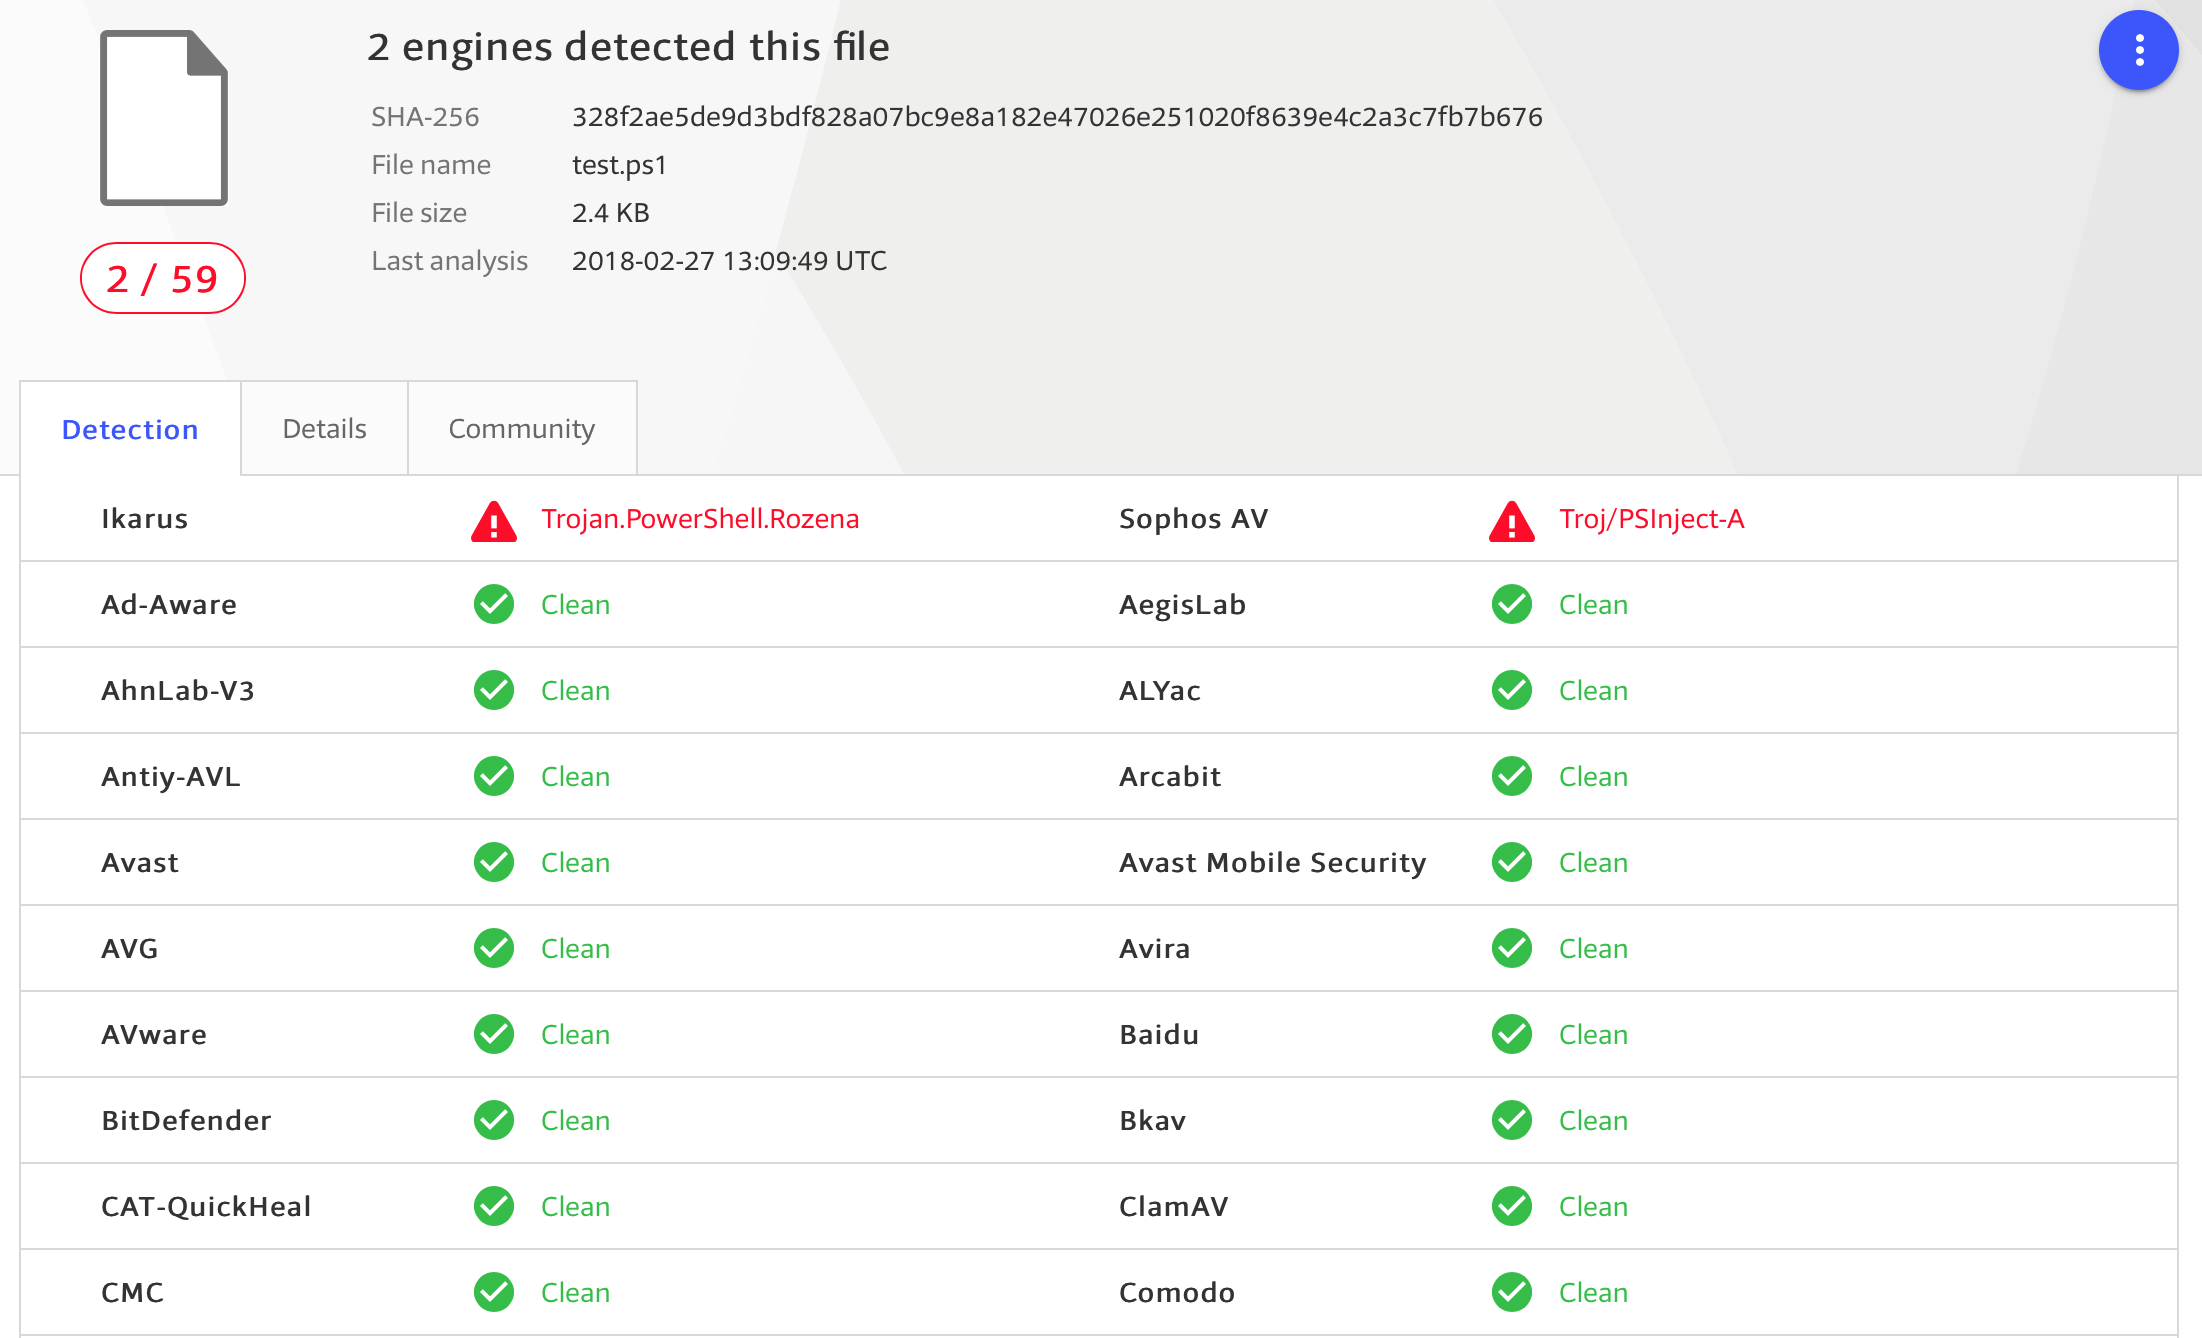 2 engines detected this file
SHA-256 328f2ae5de9d3bdf828a07bc9e8a182e47026e251020f8639e4c2a3c7fb7b676
File name test.ps1
File size 2.4 KB
Last analysis 2018-02-27 13:09:49 UTC
2 / 59
Detection Details Community
Ikarus Trojan.PowerShell.Rozena Sophos AV Troj/PSInject-A
Ad-Aware Clean AegisLab Clean
AhnLab-V3 Clean ALYac Clean
Antiy-AVL Clean Arcabit Clean
Avast Clean Avast Mobile Security Clean
AVG Clean Avira Clean
AVware Clean Baidu Clean
BitDefender Clean Bkav Clean
CAT-QuickHeal Clean ClamAV Clean
CMC Clean Comodo Clean